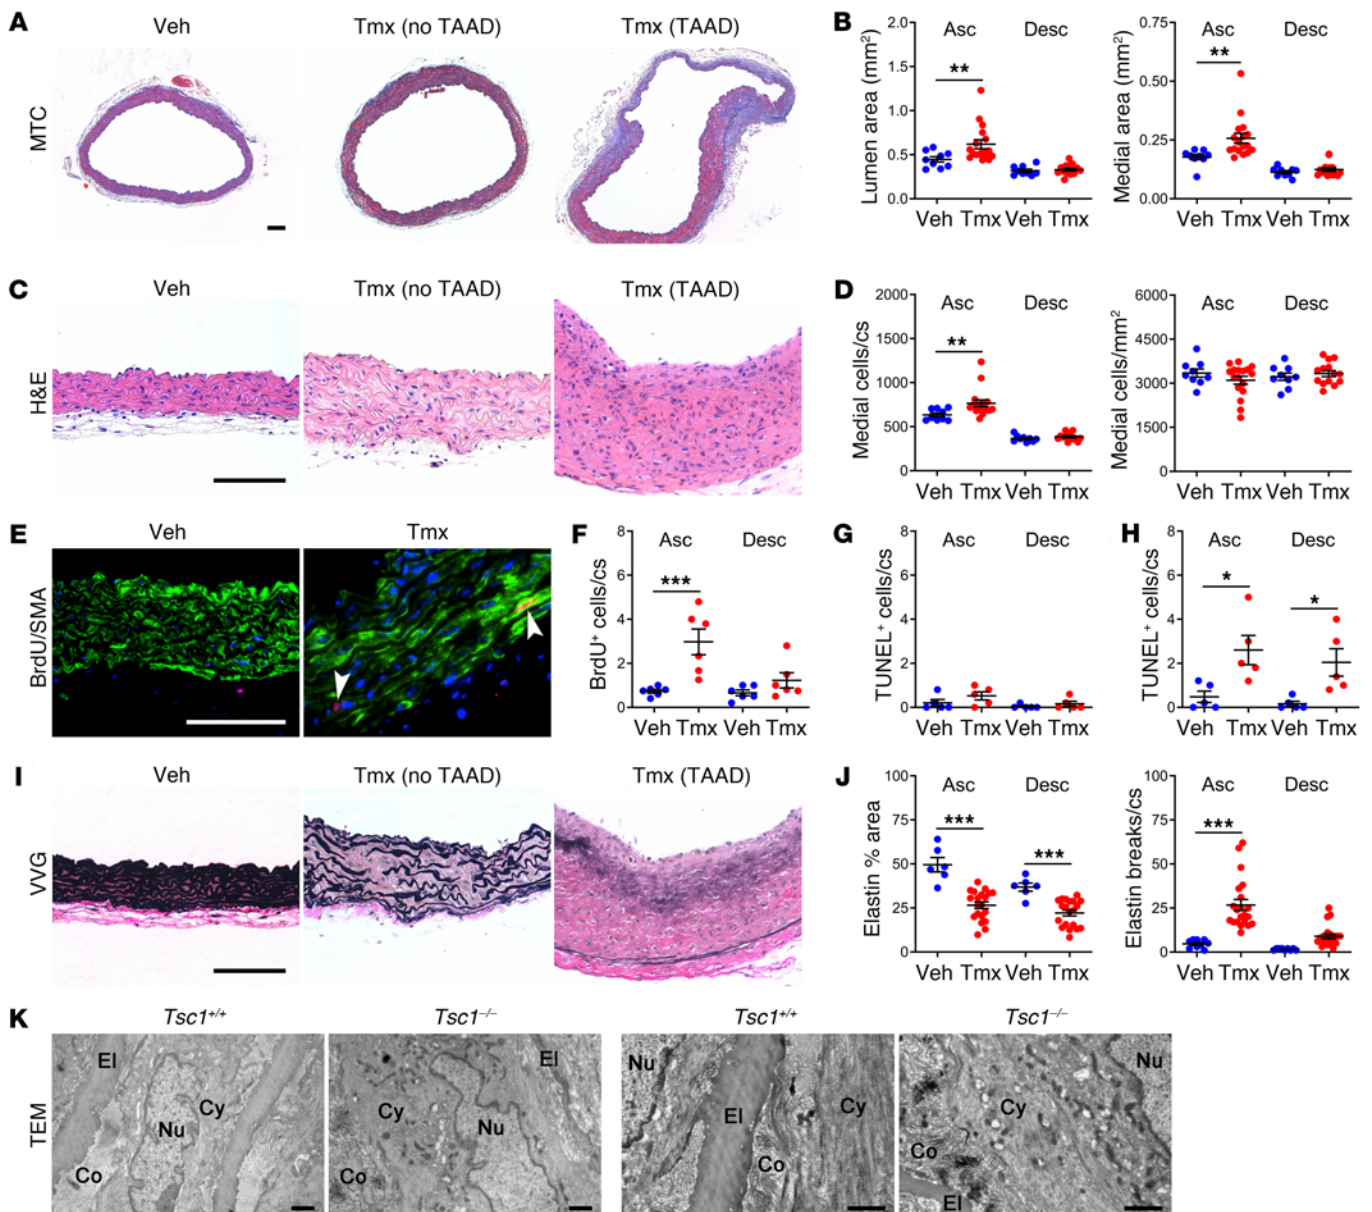 A
Veh
Tmx (no TAAD)
Tmx (TAAD)
MTC
B
Lumen area (mm²)
2.0
1.5
1.0
0.5
0.0
Asc
Desc
**
Veh Tmx Veh Tmx
Medial area (mm²)
0.75
0.50
0.25
0.00
Asc
Desc
**
Veh Tmx Veh Tmx
C
Veh
Tmx (no TAAD)
Tmx (TAAD)
H&E
D
Medial cells/cs
2000
1500
1000
500
0
Asc
Desc
**
Veh Tmx Veh Tmx
Medial cells/mm²
6000
4500
3000
1500
0
Asc
Desc
Veh Tmx Veh Tmx
E
Veh
Tmx
BrdU/SMA
F
BrdU⁺ cells/cs
8
6
4
2
0
Asc
Desc
***
Veh Tmx Veh Tmx
G
TUNEL⁺ cells/cs
8
6
4
2
0
Asc
Desc
Veh Tmx Veh Tmx
H
TUNEL⁺ cells/cs
8
6
4
2
0
Asc
Desc
*
*
Veh Tmx Veh Tmx
I
Veh
Tmx (no TAAD)
Tmx (TAAD)
VVG
J
Elastin % area
100
75
50
25
0
Asc
Desc
***
***
Veh Tmx Veh Tmx
Elastin breaks/cs
100
75
50
25
0
Asc
Desc
***
Veh Tmx Veh Tmx
K
Tsc1⁺/⁺
Tsc1⁻/⁻
Tsc1⁺/⁺
Tsc1⁻/⁻
TEM
El
Nu
Cy
Co
El
Cy
Nu
Co
Nu
El
Cy
Co
Nu
Cy
Co
El